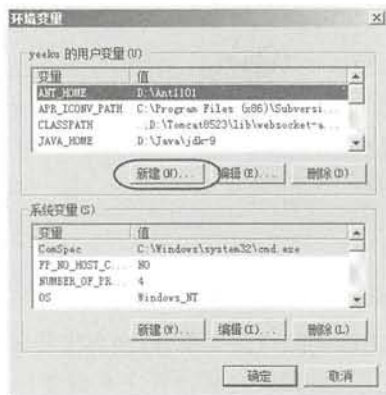 环境变量
yeeku 的用户变量(U)
变量 值
ANT_HOME D:\Ant1101
APR_ICONV_PATH C:\Program Files (x86)\Subversi...
CLASSPATH .;D:\Tomcat8523\lib\websocket-a...
JAVA_HOME D:\Java\jdk-9
新建(N)... 编辑(E)... 删除(D)
系统变量(S)
变量 值
ComSpec C:\Windows\system32\cmd.exe
FP_NO_HOST_C... NO
NUMBER_OF_PR... 4
OS Windows_NT
新建(W)... 编辑(I)... 删除(L)
确定 取消